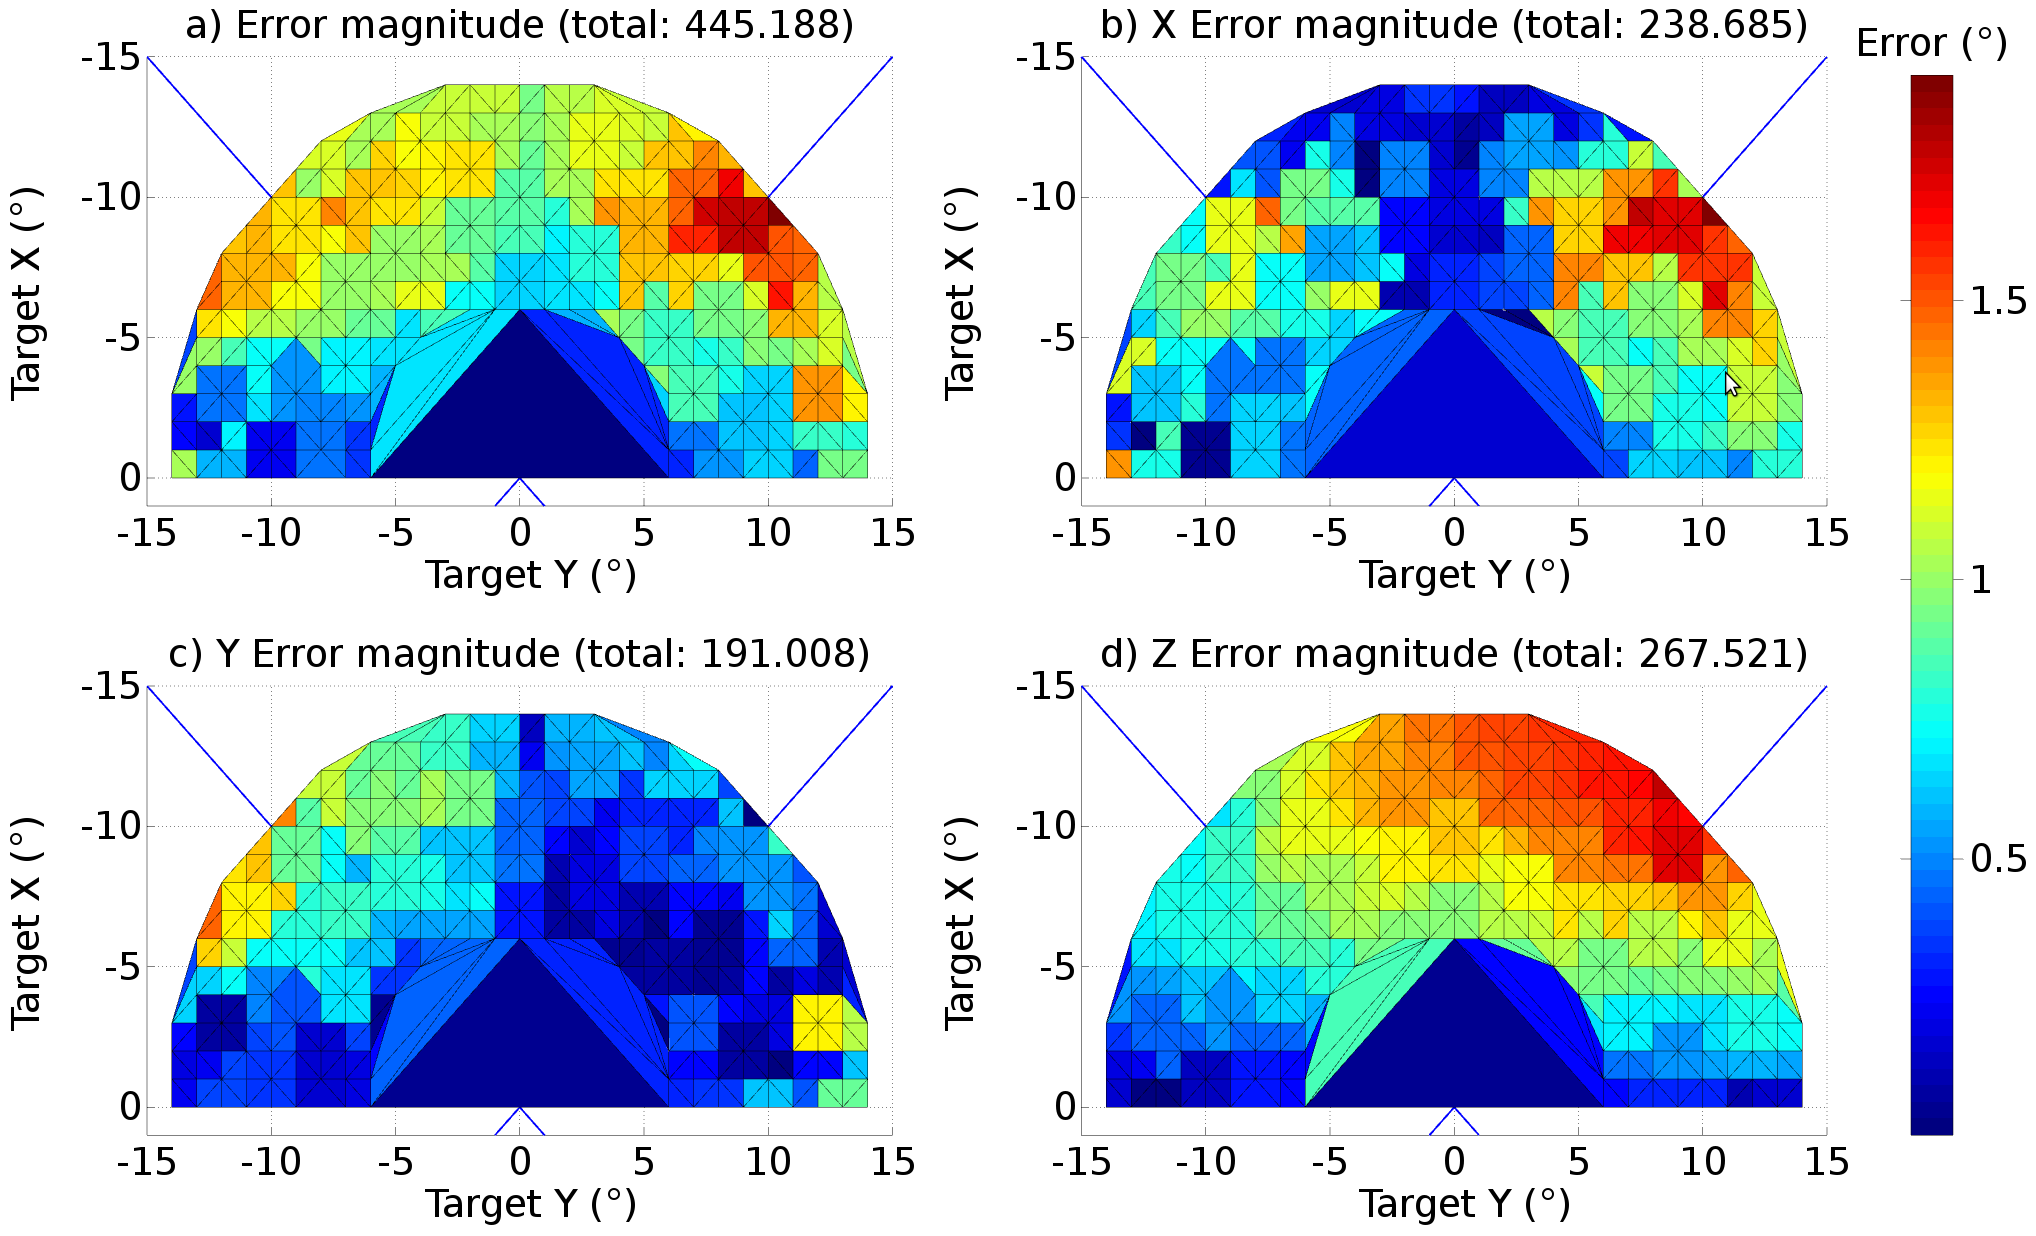 a) Error magnitude (total: 445.188)
-15
-10
-5
0
Target X (°)
-15 -10 -5 0 5 10 15
Target Y (°)
b) X Error magnitude (total: 238.685)
-15
-10
-5
0
Target X (°)
-15 -10 -5 0 5 10 15
Target Y (°)
Error (°)
1.5
1
0.5
c) Y Error magnitude (total: 191.008)
-15
-10
-5
0
Target X (°)
-15 -10 -5 0 5 10 15
Target Y (°)
d) Z Error magnitude (total: 267.521)
-15
-10
-5
0
Target X (°)
-15 -10 -5 0 5 10 15
Target Y (°)